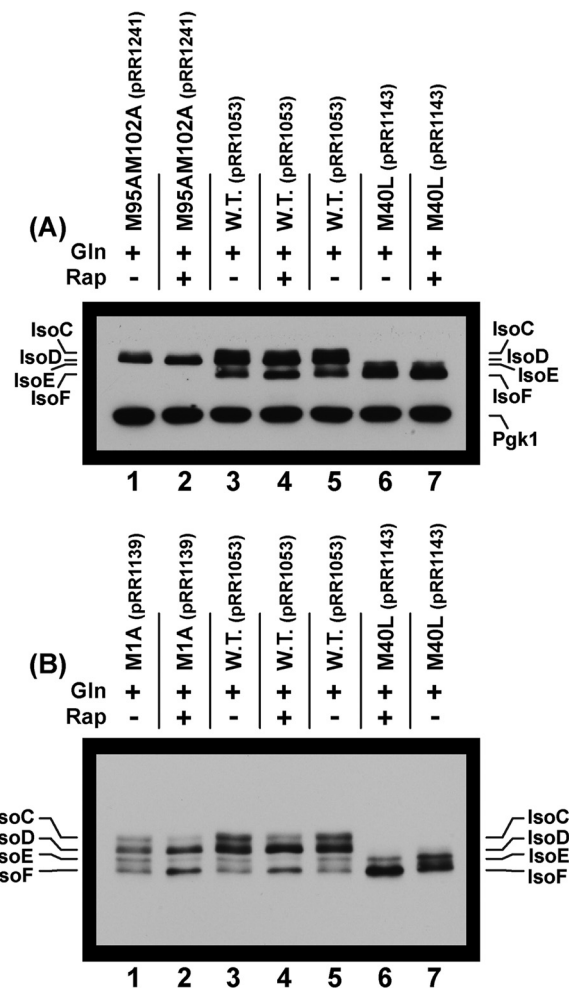 M95AM102A (pRR1241)
M95AM102A (pRR1241)
W.T. (pRR1053)
W.T. (pRR1053)
W.T. (pRR1053)
M40L (pRR1143)
M40L (pRR1143)
(A)
Gln + + + + + + +
Rap - + - + - - +
IsoC IsoC
IsoD IsoD
IsoE IsoE
IsoF IsoF
Pgk1
1 2 3 4 5 6 7
M1A (pRR1139)
M1A (pRR1139)
W.T. (pRR1053)
W.T. (pRR1053)
W.T. (pRR1053)
M40L (pRR1143)
M40L (pRR1143)
(B)
Gln + + + + + + +
Rap - + - + - + -
soC IsoC
soD IsoD
soE IsoE
soF IsoF
1 2 3 4 5 6 7